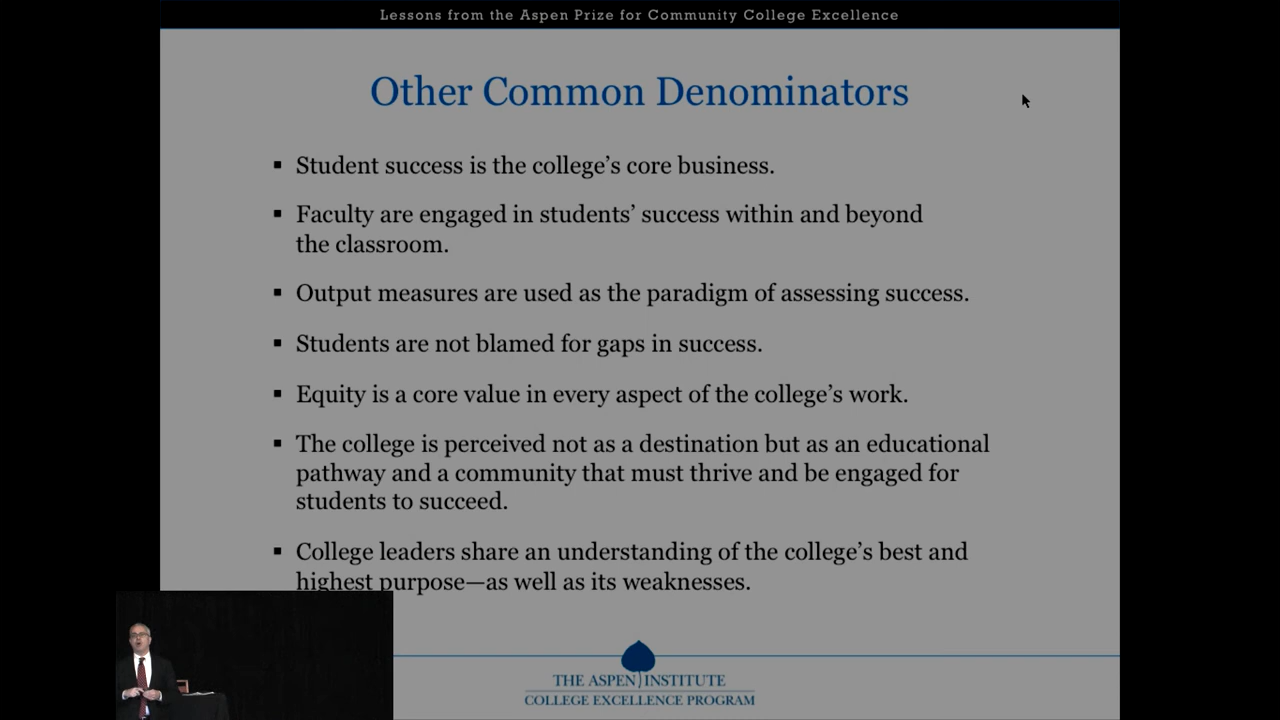 Lessons from the Aspen Prize for Community College Excellence
Other Common Denominators
▪ Student success is the college’s core business.
▪ Faculty are engaged in students’ success within and beyond
the classroom.
▪ Output measures are used as the paradigm of assessing success.
▪ Students are not blamed for gaps in success.
▪ Equity is a core value in every aspect of the college’s work.
▪ The college is perceived not as a destination but as an educational
pathway and a community that must thrive and be engaged for
students to succeed.
▪ College leaders share an understanding of the college’s best and
highest purpose—as well as its weaknesses.
THE ASPEN INSTITUTE
COLLEGE EXCELLENCE PROGRAM